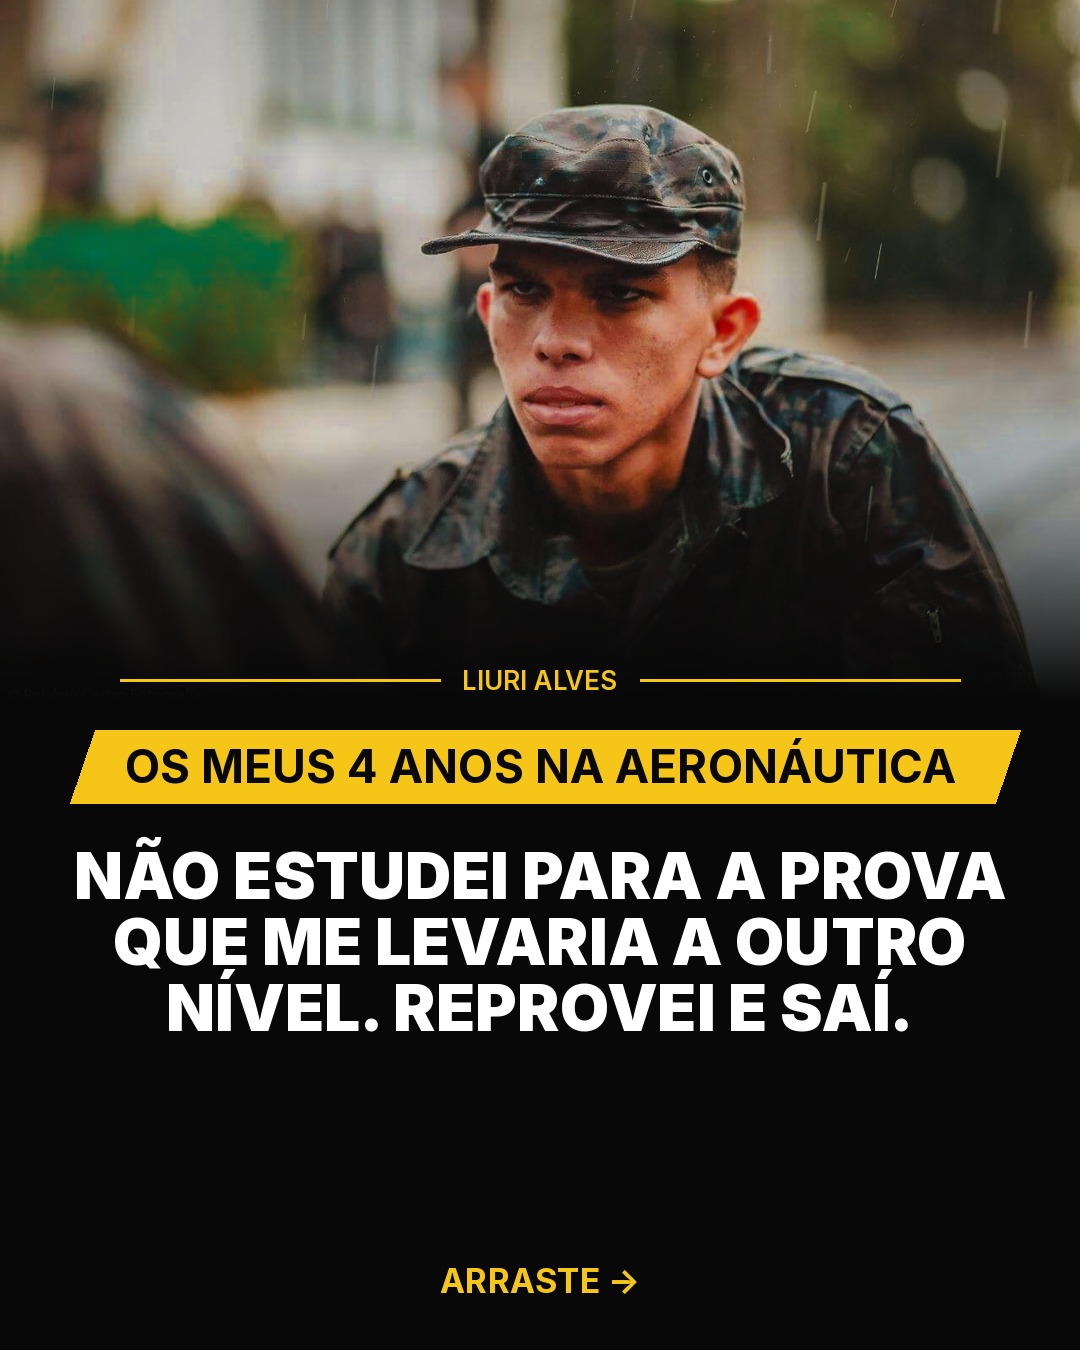 LIURI ALVES
OS MEUS 4 ANOS NA AERONÁUTICA
NÃO ESTUDEI PARA A PROVA
QUE ME LEVARIA A OUTRO
NÍVEL. REPROVEI E SAÍ.
ARRASTE →